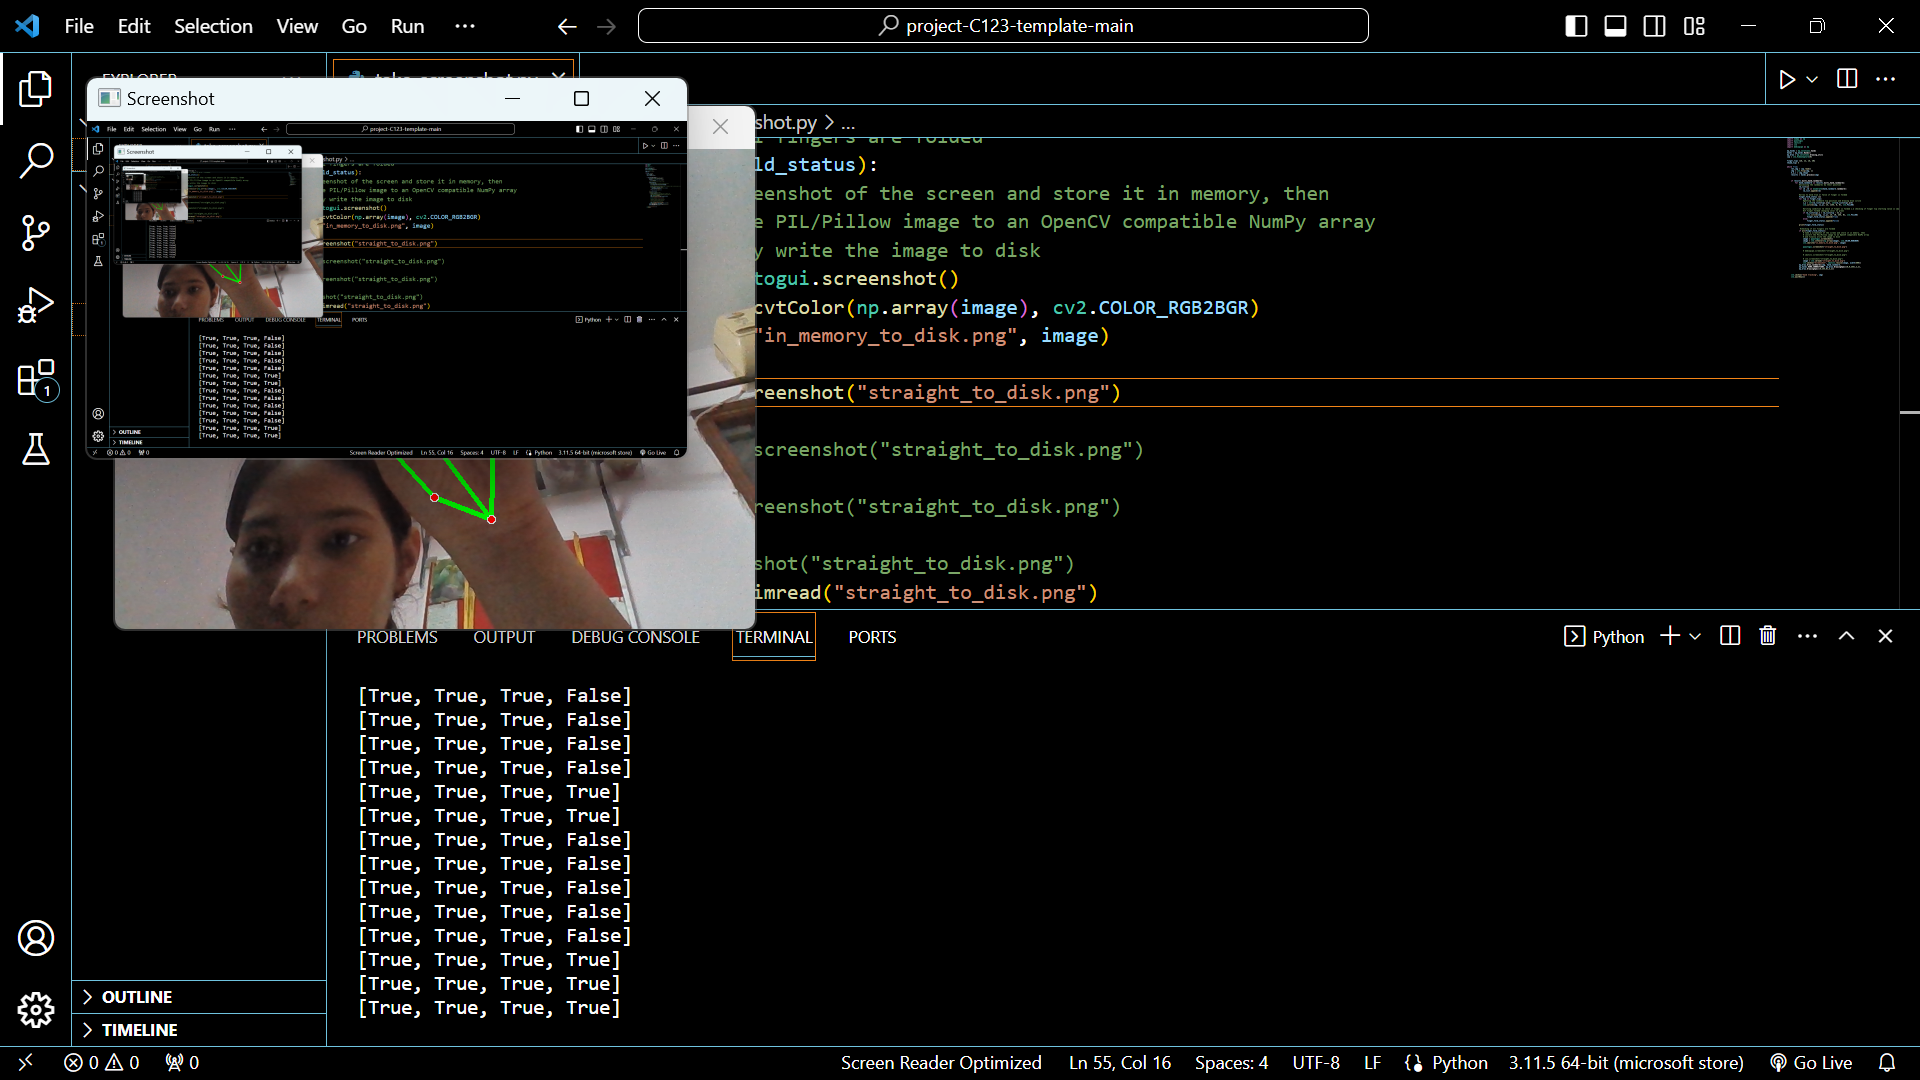 File Edit Selection View Go Run ...
project-C123-template-main
Screenshot
shot.py > ...
ld_status):
eenshot of the screen and store it in memory, then
e PIL/Pillow image to an OpenCV compatible NumPy array
y write the image to disk
togui.screenshot()
cvtColor(np.array(image), cv2.COLOR_RGB2BGR)
"in_memory_to_disk.png", image)
reenshot("straight_to_disk.png")
screenshot("straight_to_disk.png")
reenshot("straight_to_disk.png")
shot("straight_to_disk.png")
imread("straight_to_disk.png")
PROBLEMS OUTPUT DEBUG CONSOLE TERMINAL PORTS
Python
[True, True, True, False]
[True, True, True, False]
[True, True, True, False]
[True, True, True, False]
[True, True, True, True]
[True, True, True, True]
[True, True, True, False]
[True, True, True, False]
[True, True, True, False]
[True, True, True, False]
[True, True, True, False]
[True, True, True, True]
[True, True, True, True]
[True, True, True, True]
1
OUTLINE
TIMELINE
0 0 0
Screen Reader Optimized Ln 55, Col 16 Spaces: 4 UTF-8 LF Python 3.11.5 64-bit (microsoft store) Go Live